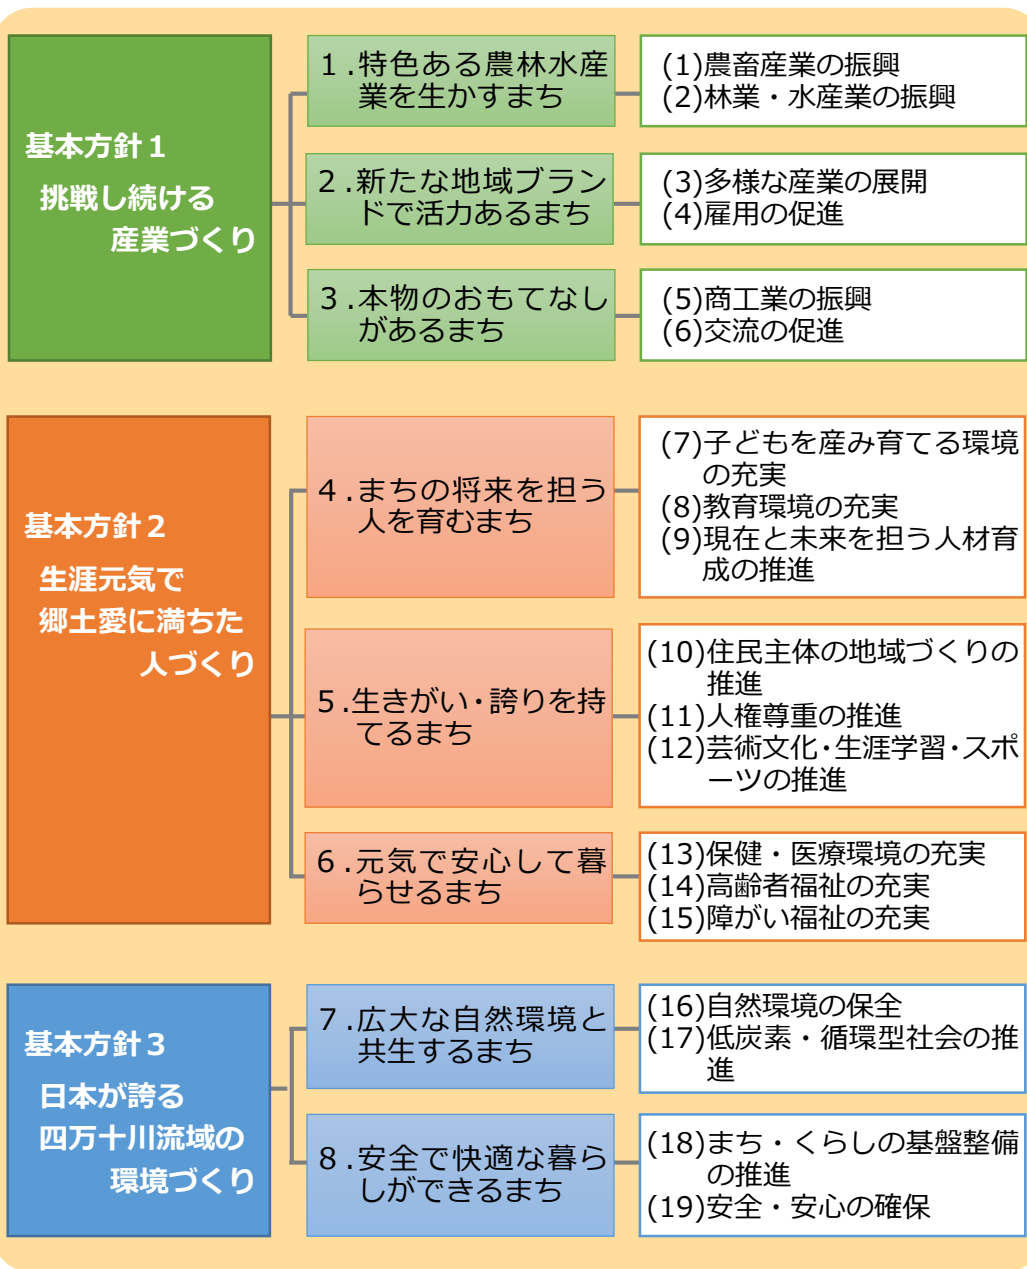 基本方針１
挑戦し続ける
産業づくり
１.特色ある農林水産
業を生かすまち
(1)農畜産業の振興
(2)林業・水産業の振興
２.新たな地域ブラン
ドで活力あるまち
(3)多様な産業の展開
(4)雇用の促進
３.本物のおもてなし
があるまち
(5)商工業の振興
(6)交流の促進
基本方針２
生涯元気で
郷土愛に満ちた
人づくり
４.まちの将来を担う
人を育むまち
(7)子どもを産み育てる環境
の充実
(8)教育環境の充実
(9)現在と未来を担う人材育
成の推進
５.生きがい・誇りを持
てるまち
(10)住民主体の地域づくりの
推進
(11)人権尊重の推進
(12)芸術文化・生涯学習・スポ
ーツの推進
６.元気で安心して暮
らせるまち
(13)保健・医療環境の充実
(14)高齢者福祉の充実
(15)障がい福祉の充実
基本方針３
日本が誇る
四万十川流域の
環境づくり
７.広大な自然環境と
共生するまち
(16)自然環境の保全
(17)低炭素・循環型社会の推
進
８.安全で快適な暮ら
しができるまち
(18)まち・くらしの基盤整備
の推進
(19)安全・安心の確保